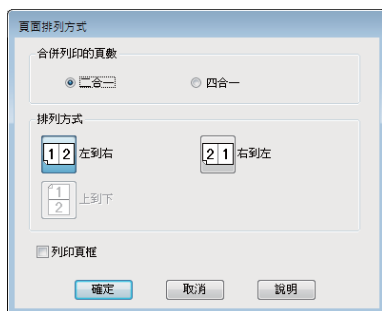 頁面排列方式
合併列印的頁數
二合一 四合一
排列方式
1 2 左到右 2 1 右到左
1 2 上到下
列印頁框
確定 取消 說明